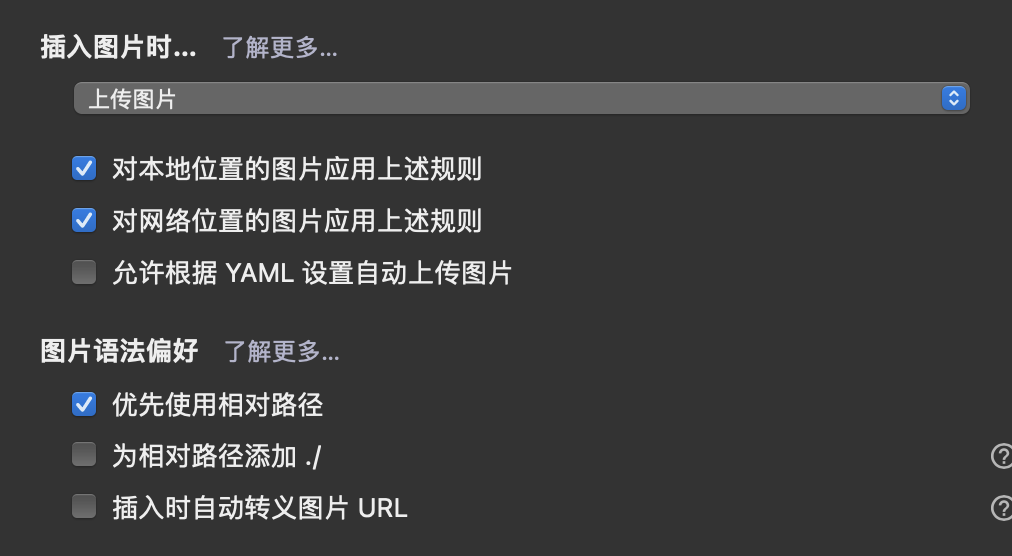 插入图片时... 了解更多...
上传图片
对本地位置的图片应用上述规则
对网络位置的图片应用上述规则
允许根据 YAML 设置自动上传图片
图片语法偏好 了解更多...
优先使用相对路径
为相对路径添加 ./
?
插入时自动转义图片 URL
?